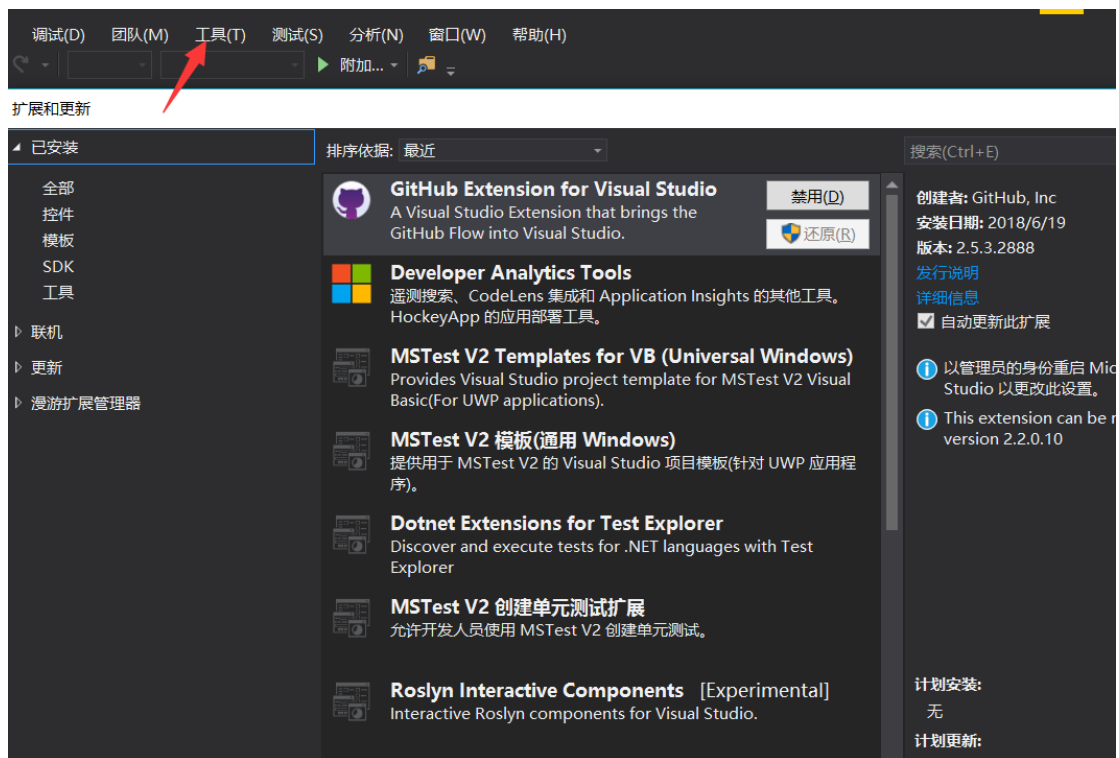 调试(D) 团队(M) 工具(T) 测试(S) 分析(N) 窗口(W) 帮助(H)
附加...
扩展和更新
已安装
全部
控件
模板
SDK
工具
联机
更新
漫游扩展管理器
排序依据: 最近
GitHub Extension for Visual Studio
A Visual Studio Extension that brings the
GitHub Flow into Visual Studio.
禁用(D)
还原(R)
Developer Analytics Tools
遥测搜索、CodeLens 集成和 Application Insights 的其他工具。
HockeyApp 的应用部署工具。
MSTest V2 Templates for VB (Universal Windows)
Provides Visual Studio project template for MSTest V2 Visual
Basic(For UWP applications).
MSTest V2 模板(通用 Windows)
提供用于 MSTest V2 的 Visual Studio 项目模板(针对 UWP 应用程
序)。
Dotnet Extensions for Test Explorer
Discover and execute tests for .NET languages with Test
Explorer
MSTest V2 创建单元测试扩展
允许开发人员使用 MSTest V2 创建单元测试。
Roslyn Interactive Components [Experimental]
Interactive Roslyn components for Visual Studio.
搜索(Ctrl+E)
创建者: GitHub, Inc
安装日期: 2018/6/19
版本: 2.5.3.2888
发行说明
详细信息
自动更新此扩展
以管理员的身份重启 Mic
Studio 以更改此设置。
This extension can be r
version 2.2.0.10
计划安装:
无
计划更新: